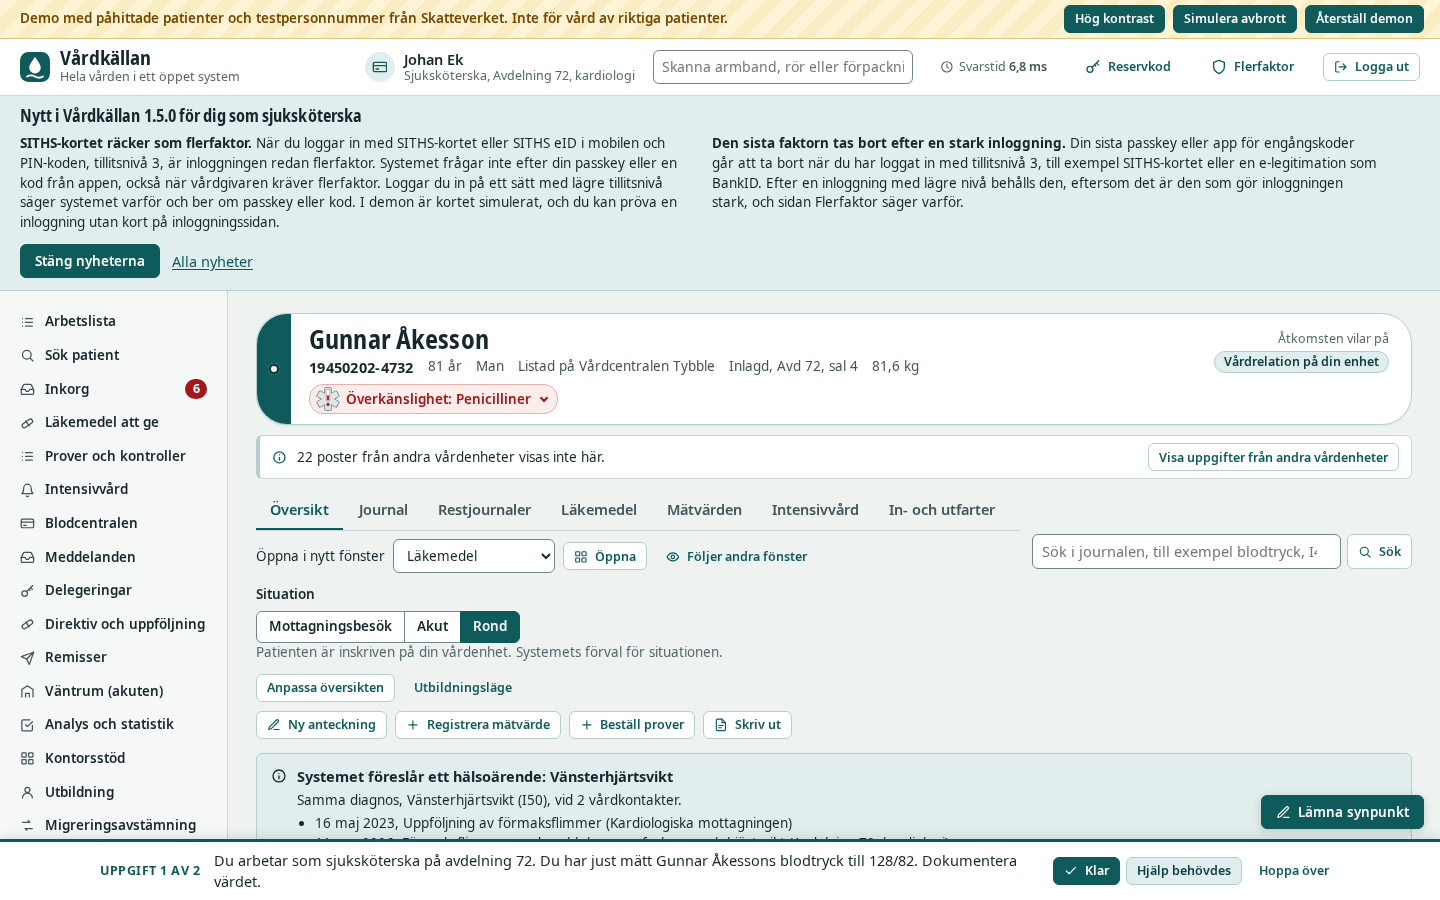 Demo med påhittade patienter och testpersonnummer från Skatteverket. Inte för vård av riktiga patienter.
Hög kontrast
Simulera avbrott
Återställ demon
Vårdkällan
Hela vården i ett öppet system
Johan Ek
Sjuksköterska, Avdelning 72, kardiologi
Skanna armband, rör eller förpackni
Svarstid 6,8 ms
Reservkod
Flerfaktor
Logga ut
Nytt i Vårdkällan 1.5.0 för dig som sjuksköterska
SITHS-kortet räcker som flerfaktor. När du loggar in med SITHS-kortet eller SITHS eID i mobilen och
PIN-koden, tillitsnivå 3, är inloggningen redan flerfaktor. Systemet frågar inte efter din passkey eller en
kod från appen, också när vårdgivaren kräver flerfaktor. Loggar du in på ett sätt med lägre tillitsnivå
säger systemet varför och ber om passkey eller kod. I demon är kortet simulerat, och du kan pröva en
inloggning utan kort på inloggningssidan.
Den sista faktorn tas bort efter en stark inloggning. Din sista passkey eller app för engångskoder
går att ta bort när du har loggat in med tillitsnivå 3, till exempel SITHS-kortet eller en e-legitimation som
BankID. Efter en inloggning med lägre nivå behålls den, eftersom det är den som gör inloggningen
stark, och sidan Flerfaktor säger varför.
Stäng nyheterna
Alla nyheter
Arbetslista
Sök patient
Inkorg 6
Läkemedel att ge
Prover och kontroller
Intensivvård
Blodcentralen
Meddelanden
Delegeringar
Direktiv och uppföljning
Remisser
Väntrum (akuten)
Analys och statistik
Kontorsstöd
Utbildning
Migreringsavstämning
Gunnar Åkesson
19450202-4732 81 år Man Listad på Vårdcentralen Tybble Inlagd, Avd 72, sal 4 81,6 kg
Överkänslighet: Penicilliner
Åtkomsten vilar på
Vårdrelation på din enhet
22 poster från andra vårdenheter visas inte här.
Visa uppgifter från andra vårdenheter
Översikt
Journal
Restjournaler
Läkemedel
Mätvärden
Intensivvård
In- och utfarter
Öppna i nytt fönster
Läkemedel
Öppna
Följer andra fönster
Sök i journalen, till exempel blodtryck, I4
Sök
Situation
Mottagningsbesök
Akut
Rond
Patienten är inskriven på din vårdenhet. Systemets förval för situationen.
Anpassa översikten
Utbildningsläge
Ny anteckning
Registrera mätvärde
Beställ prover
Skriv ut
Systemet föreslår ett hälsoärende: Vänsterhjärtsvikt
Samma diagnos, Vänsterhjärtsvikt (I50), vid 2 vårdkontakter.
16 maj 2023, Uppföljning av förmaksflimmer (Kardiologiska mottagningen)
Lämna synpunkt
UPPGIFT 1 AV 2
Du arbetar som sjuksköterska på avdelning 72. Du har just mätt Gunnar Åkessons blodtryck till 128/82. Dokumentera
värdet.
Klar
Hjälp behövdes
Hoppa över